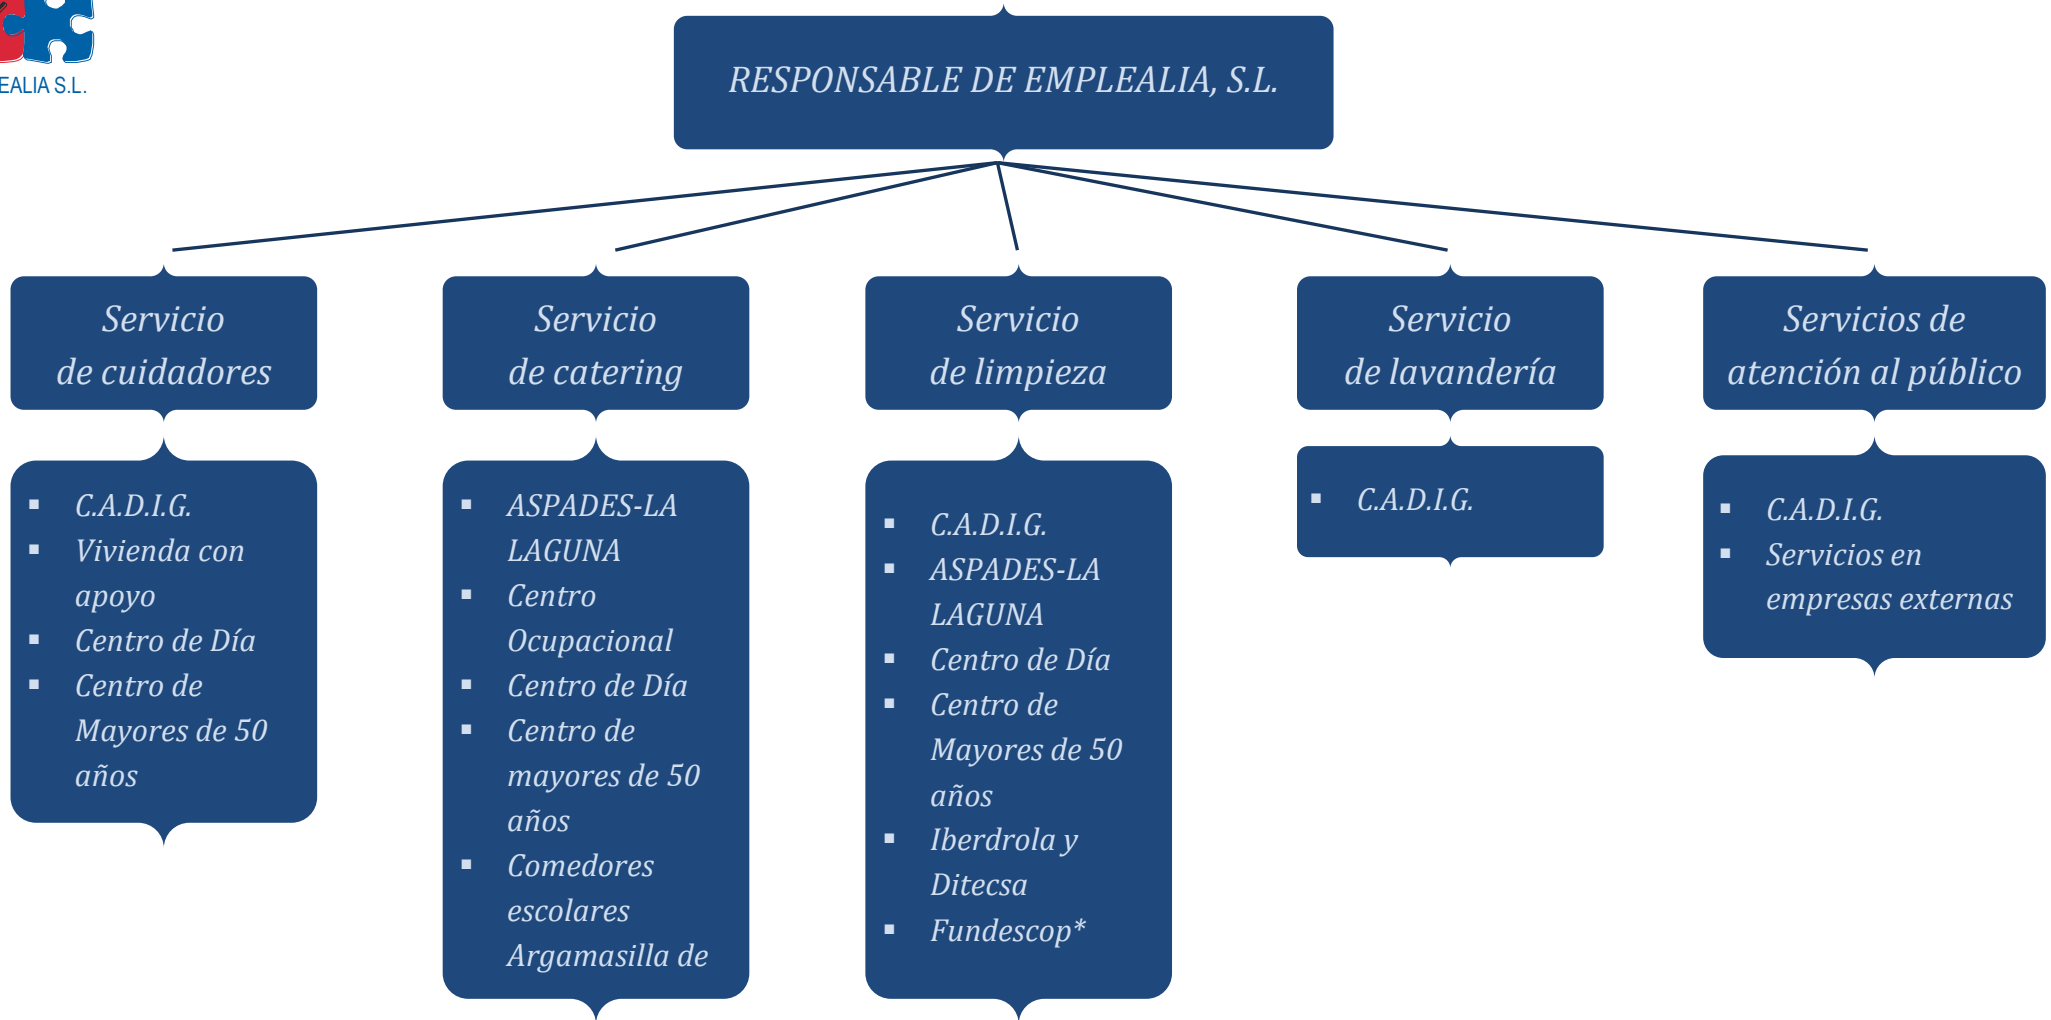 EALIA S.L.
RESPONSABLE DE EMPLEALIA, S.L.
Servicio
de cuidadores
▪ C.A.D.I.G.
▪ Vivienda con
apoyo
▪ Centro de Día
▪ Centro de
Mayores de 50
años
Servicio
de catering
▪ ASPADES-LA
LAGUNA
▪ Centro
Ocupacional
▪ Centro de Día
▪ Centro de
mayores de 50
años
▪ Comedores
escolares
Argamasilla de
Servicio
de limpieza
▪ C.A.D.I.G.
▪ ASPADES-LA
LAGUNA
▪ Centro de Día
▪ Centro de
Mayores de 50
años
▪ Iberdrola y
Ditecsa
▪ Fundescop*
Servicio
de lavandería
▪ C.A.D.I.G.
Servicios de
atención al público
▪ C.A.D.I.G.
▪ Servicios en
empresas externas